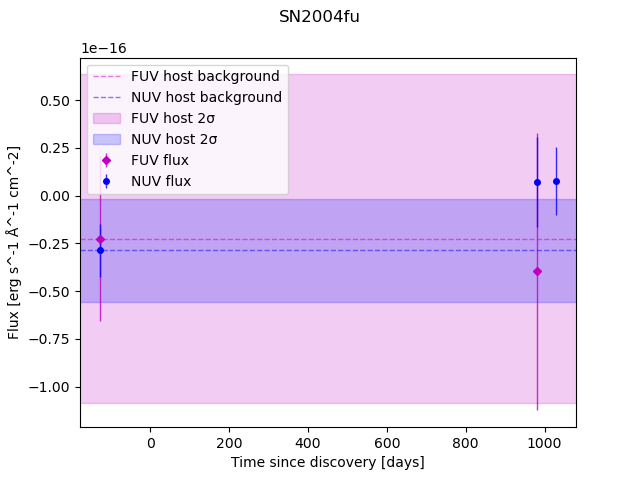 SN2004fu
1e−16
FUV host background
NUV host background
FUV host 2σ
NUV host 2σ
FUV flux
NUV flux
0.50
0.25
0.00
−0.25
−0.50
−0.75
−1.00
Flux [erg s^-1 Å^-1 cm^-2]
0
200
400
600
800
1000
Time since discovery [days]